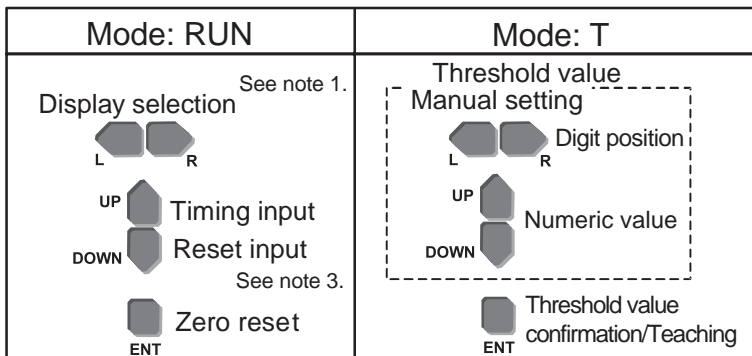 Mode: RUN
See note 1.
Display selection
L R
UP Timing input
DOWN Reset input
See note 3.
Zero reset
ENT
Mode: T
Threshold value
Manual setting
Digit position
L R
UP
Numeric value
DOWN
Threshold value
confirmation/Teaching
ENT